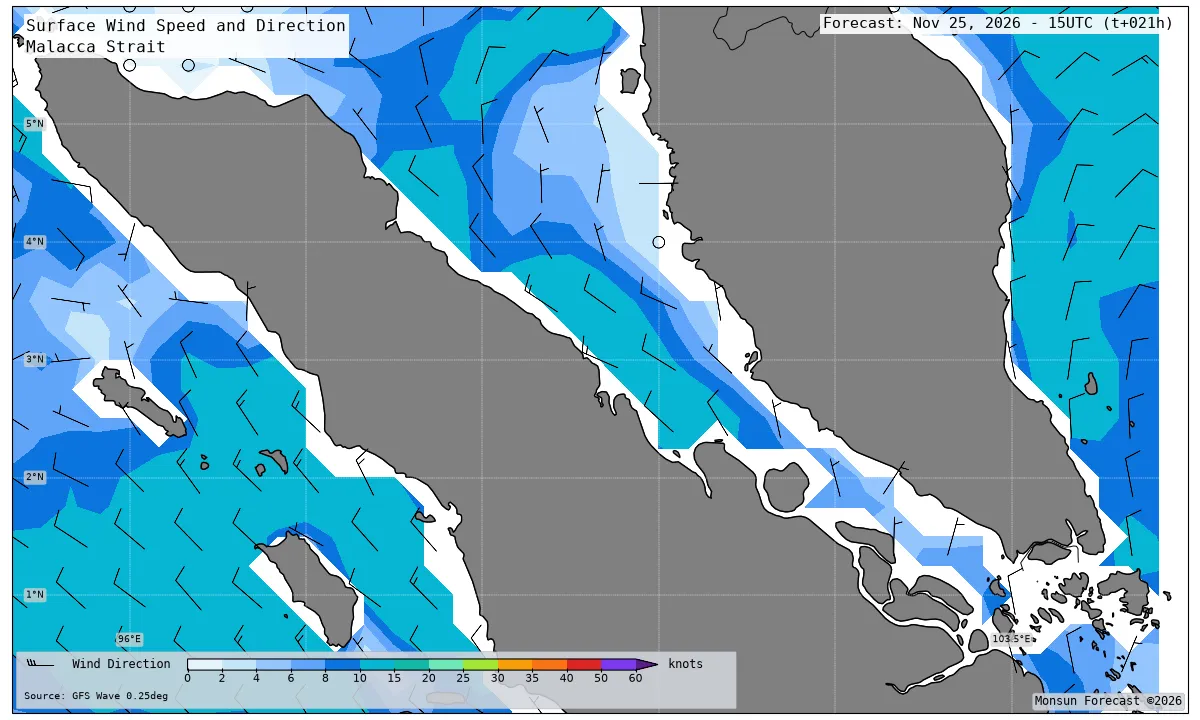 Surface Wind Speed and Direction
Malacca Strait
Forecast: Nov 25, 2026 - 15UTC (t+021h)
5°N
4°N
3°N
2°N
1°N
96°E
103.5°E
Wind Direction
knots
0 2 4 6 8 10 15 20 25 30 35 40 50 60
Source: GFS Wave 0.25deg
Monsun Forecast ©2026